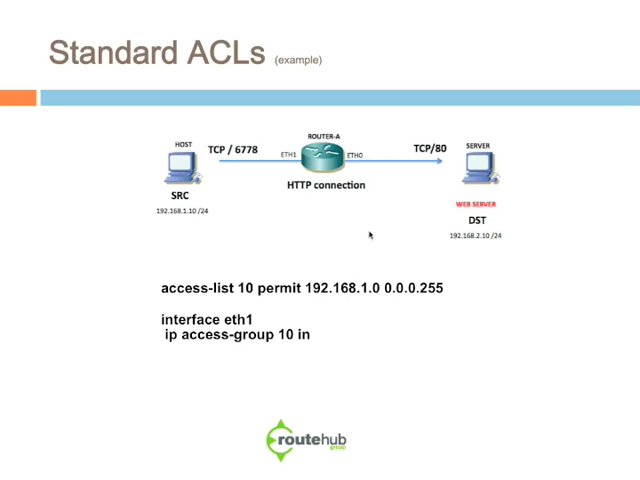 Standard ACLs (example)
HOST
TCP / 6778
ROUTER-A
ETH1
ETH0
TCP/80
SERVER
HTTP connection
SRC
192.168.1.10 /24
WEB SERVER
DST
192.168.2.10 /24
access-list 10 permit 192.168.1.0 0.0.0.255
interface eth1
ip access-group 10 in
routehub
group